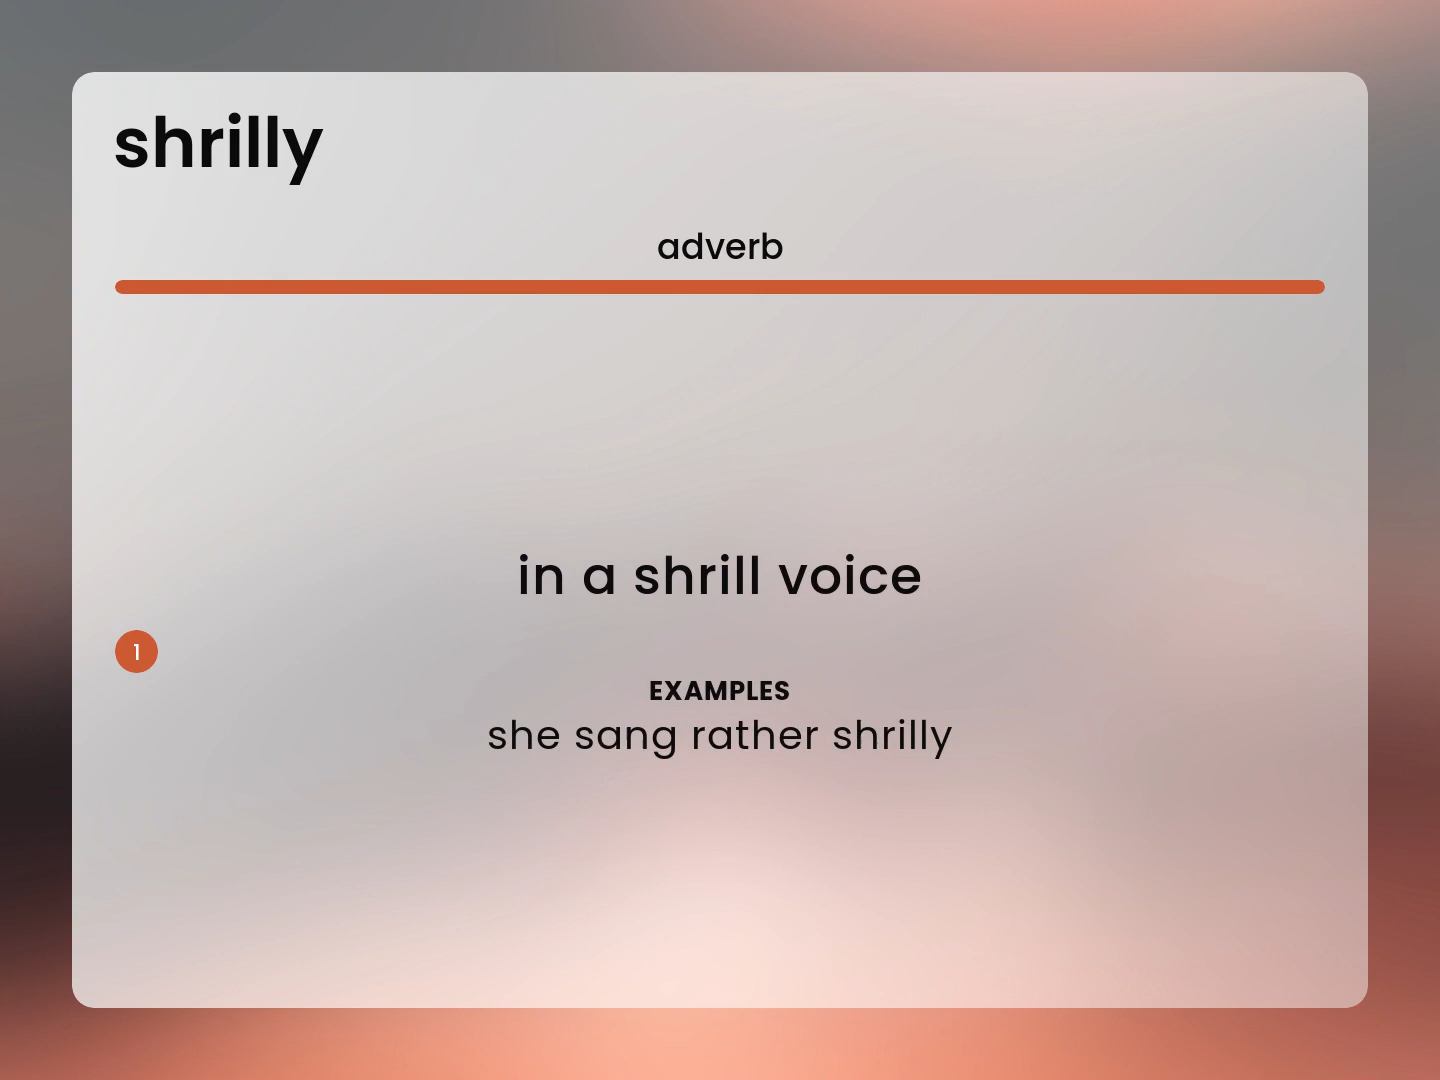 shrilly
adverb
in a shrill voice
1
EXAMPLES
she sang rather shrilly